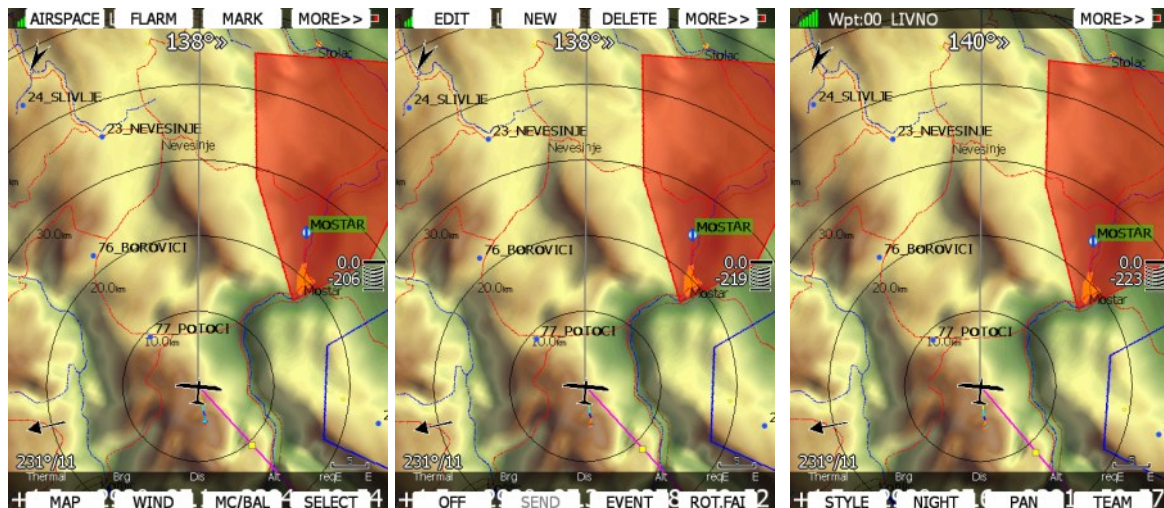 AIRSPACE FLARM MARK MORE>>
138°»
Stolac
24_SLIVLJE
23_NEVESINJE
Nevesinje
MOSTAR
30.0km
76_BOROVICI
0.0
-206
20.0km
Mostar
77_POTOCI
10.0km
231°/11
5
Thermal Brg Dis Alt reqE E
MAP WIND MC/BAL SELECT
EDIT NEW DELETE MORE>>
138°»
Stolac
24_SLIVLJE
23_NEVESINJE
Nevesinje
MOSTAR
30.0km
76_BOROVICI
0.0
-219
20.0km
Mostar
77_POTOCI
10.0km
231°/11
5
Thermal Brg Dis Alt reqE E
OFF SEND EVENT ROT.FAI
Wpt:00 LIVNO MORE>>
140°»
Stolac
24_SLIVLJE
23_NEVESINJE
Nevesinje
MOSTAR
30.0km
76_BOROVICI
0.0
-223
20.0km
Mostar
77_POTOCI
10.0km
231°/11
5
Thermal Brg Dis Alt reqE E
STYLE NIGHT PAN TEAM